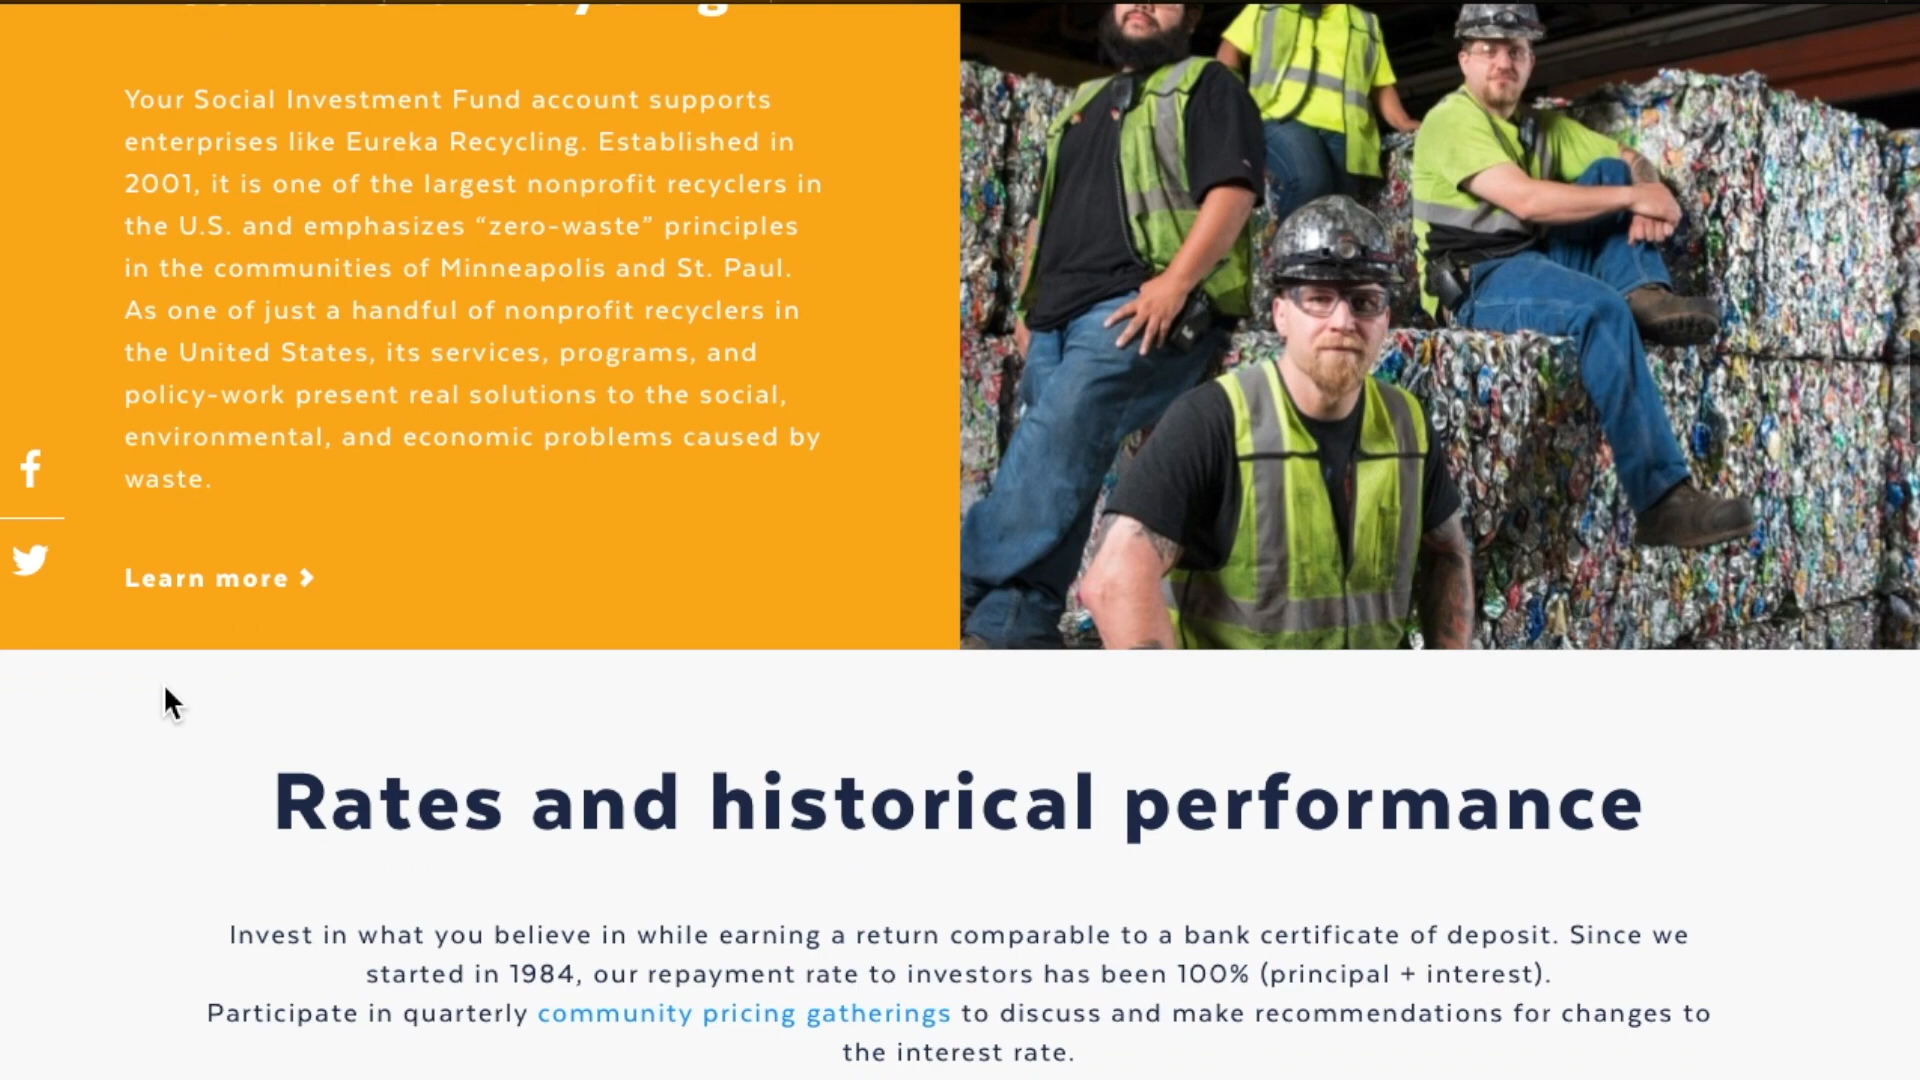 Your Social Investment Fund account supports
enterprises like Eureka Recycling. Established in
2001, it is one of the largest nonprofit recyclers in
the U.S. and emphasizes “zero-waste” principles
in the communities of Minneapolis and St. Paul.
As one of just a handful of nonprofit recyclers in
the United States, its services, programs, and
policy-work present real solutions to the social,
environmental, and economic problems caused by
waste.
Learn more
Rates and historical performance
Invest in what you believe in while earning a return comparable to a bank certificate of deposit. Since we
started in 1984, our repayment rate to investors has been 100% (principal + interest).
Participate in quarterly community pricing gatherings to discuss and make recommendations for changes to
the interest rate.